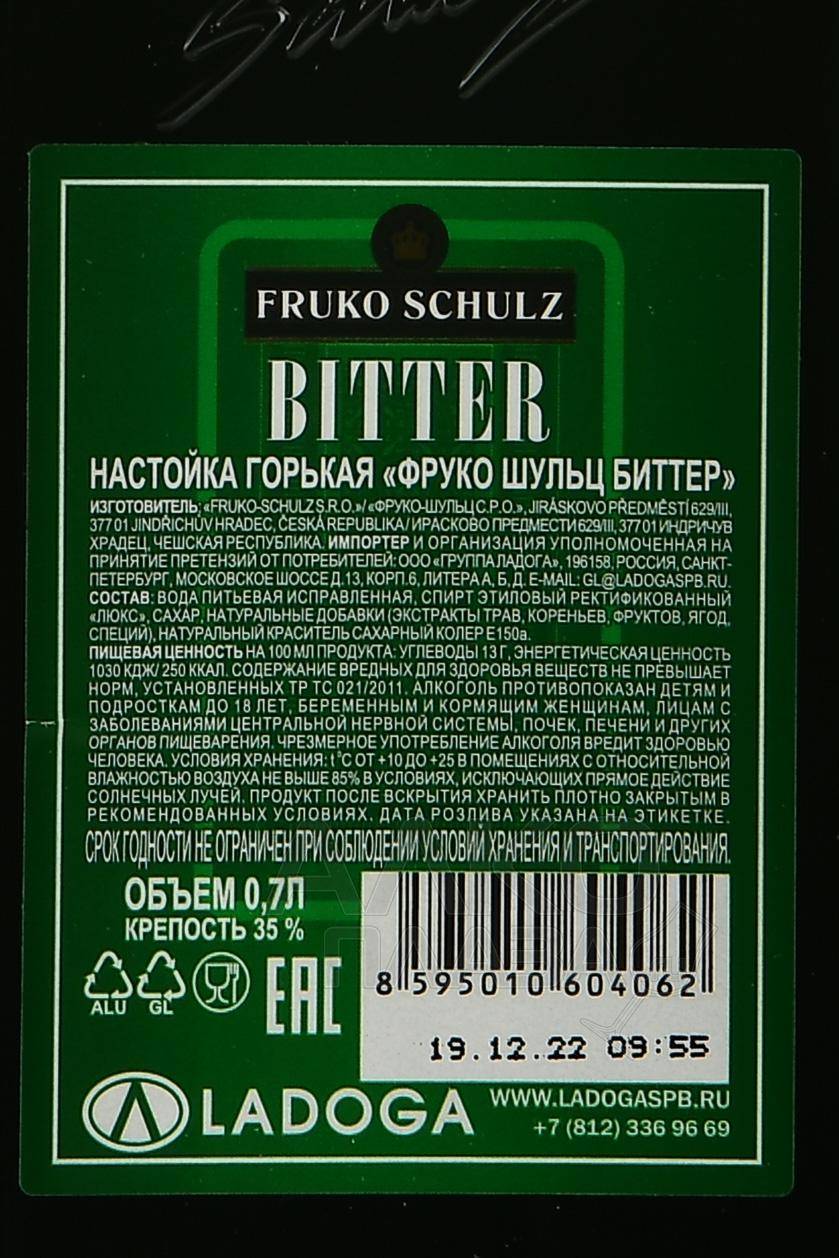 FRUKO SCHULZ
BITTER
НАСТОЙКА ГОРЬКАЯ «ФРУКО ШУЛЬЦ БИТТЕР»
ИЗГОТОВИТЕЛЬ: «FRUKO-SCHULZ S.R.O.»/ «ФРУКО-ШУЛЬЦ С.Р.О.», JIRÁSKOVO PŘEDMĚSTÍ 629/III,
377 01 JINDŘICHŮV HRADEC, ČESKÁ REPUBLIKA / ИРАСКОВО ПРЕДМЕСТИ 629/III, 377 01 ИНДРИЧУВ
ХРАДЕЦ, ЧЕШСКАЯ РЕСПУБЛИКА. ИМПОРТЕР И ОРГАНИЗАЦИЯ УПОЛНОМОЧЕННАЯ НА
ПРИНЯТИЕ ПРЕТЕНЗИЙ ОТ ПОТРЕБИТЕЛЕЙ: ООО «ГРУППА ЛАДОГА», 196158, РОССИЯ, САНКТ-
ПЕТЕРБУРГ, МОСКОВСКОЕ ШОССЕ Д.13, КОРП.6, ЛИТЕРА А, Б, Д. E-MAIL: GL@LADOGASPB.RU.
СОСТАВ: ВОДА ПИТЬЕВАЯ ИСПРАВЛЕННАЯ, СПИРТ ЭТИЛОВЫЙ РЕКТИФИКОВАННЫЙ
«ЛЮКС», САХАР, НАТУРАЛЬНЫЕ ДОБАВКИ (ЭКСТРАКТЫ ТРАВ, КОРЕНЬЕВ, ФРУКТОВ, ЯГОД,
СПЕЦИЙ), НАТУРАЛЬНЫЙ КРАСИТЕЛЬ САХАРНЫЙ КОЛЕР Е150а.
ПИЩЕВАЯ ЦЕННОСТЬ НА 100 МЛ ПРОДУКТА: УГЛЕВОДЫ 13 Г, ЭНЕРГЕТИЧЕСКАЯ ЦЕННОСТЬ
1030 КДЖ/ 250 ККАЛ. СОДЕРЖАНИЕ ВРЕДНЫХ ДЛЯ ЗДОРОВЬЯ ВЕЩЕСТВ НЕ ПРЕВЫШАЕТ
НОРМ, УСТАНОВЛЕННЫХ ТР ТС 021/2011. АЛКОГОЛЬ ПРОТИВОПОКАЗАН ДЕТЯМ И
ПОДРОСТКАМ ДО 18 ЛЕТ, БЕРЕМЕННЫМ И КОРМЯЩИМ ЖЕНЩИНАМ, ЛИЦАМ С
ЗАБОЛЕВАНИЯМИ ЦЕНТРАЛЬНОЙ НЕРВНОЙ СИСТЕМЫ, ПОЧЕК, ПЕЧЕНИ И ДРУГИХ
ОРГАНОВ ПИЩЕВАРЕНИЯ. ЧРЕЗМЕРНОЕ УПОТРЕБЛЕНИЕ АЛКОГОЛЯ ВРЕДИТ ЗДОРОВЬЮ
ЧЕЛОВЕКА. УСЛОВИЯ ХРАНЕНИЯ: t°С ОТ +10 ДО +25 В ПОМЕЩЕНИЯХ С ОТНОСИТЕЛЬНОЙ
ВЛАЖНОСТЬЮ ВОЗДУХА НЕ ВЫШЕ 85% В УСЛОВИЯХ, ИСКЛЮЧАЮЩИХ ПРЯМОЕ ДЕЙСТВИЕ
СОЛНЕЧНЫХ ЛУЧЕЙ. ПРОДУКТ ПОСЛЕ ВСКРЫТИЯ ХРАНИТЬ ПЛОТНО ЗАКРЫТЫМ В
РЕКОМЕНДОВАННЫХ УСЛОВИЯХ. ДАТА РОЗЛИВА УКАЗАНА НА ЭТИКЕТКЕ.
СРОК ГОДНОСТИ НЕ ОГРАНИЧЕН ПРИ СОБЛЮДЕНИИ УСЛОВИЙ ХРАНЕНИЯ И ТРАНСПОРТИРОВАНИЯ.
ОБЪЕМ 0,7Л
КРЕПОСТЬ 35 %
ALU GL
EAC
8 595010 604062
19.12.22 09:55
LADOGA
WWW.LADOGASPB.RU
+7 (812) 336 96 69